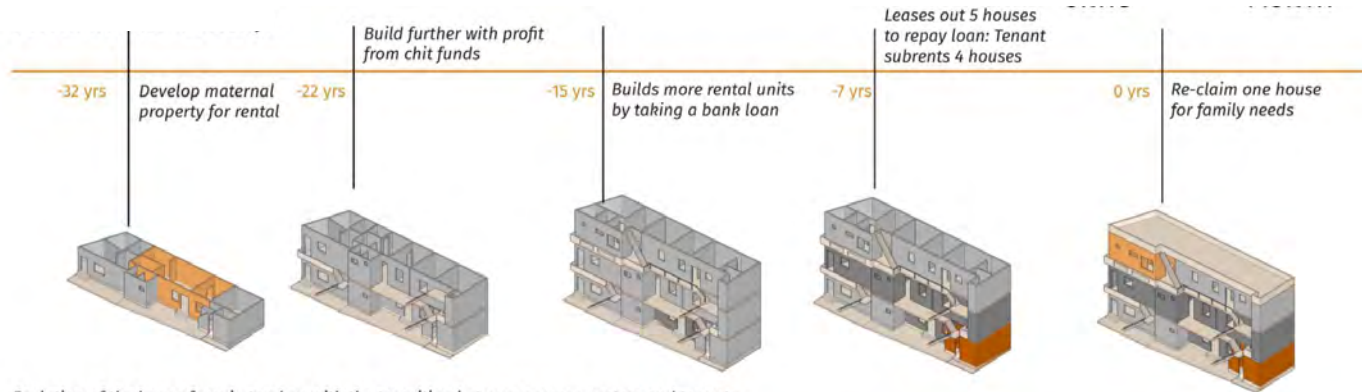 Leases out 5 houses
to repay loan: Tenant
subrents 4 houses
Build further with profit
from chit funds
-32 yrs
Develop maternal
property for rental
-22 yrs
-15 yrs
Builds more rental units
by taking a bank loan
-7 yrs
0 yrs
Re-claim one house
for family needs